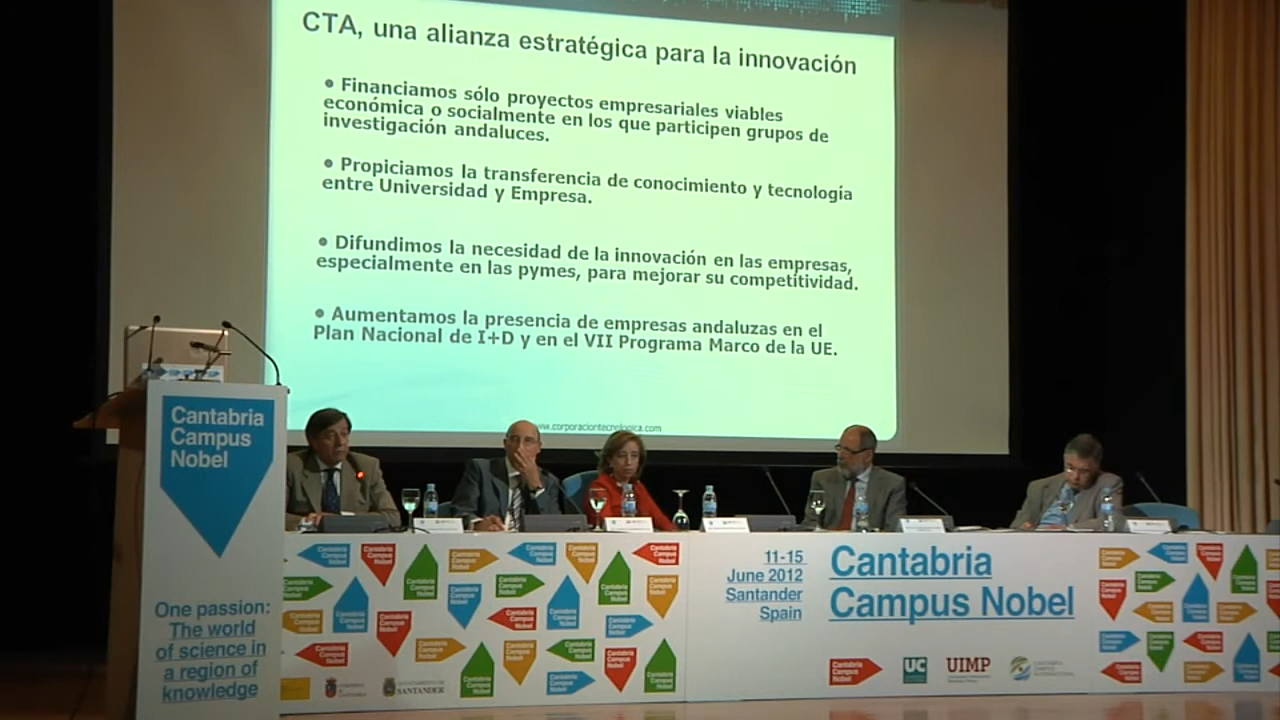 CTA, una alianza estratégica para la innovación
• Financiamos sólo proyectos empresariales viables
económica o socialmente en los que participen grupos de
investigación andaluces.
• Propiciamos la transferencia de conocimiento y tecnología
entre Universidad y Empresa.
• Difundimos la necesidad de la innovación en las empresas,
especialmente en las pymes, para mejorar su competitividad.
• Aumentamos la presencia de empresas andaluzas en el
Plan Nacional de I+D y en el VII Programa Marco de la UE.
www.corporaciontecnologica.com
Cantabria
Campus
Nobel
One passion:
The world
of science in
a region of
knowledge
11-15
June 2012
Santander
Spain
Cantabria
Campus Nobel
Cantabria
Campus
Nobel
UC
UIMP
SANTANDER